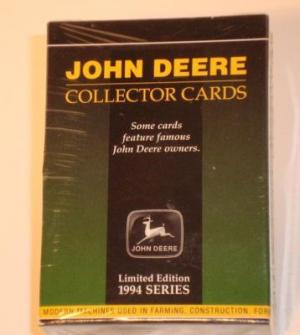 JOHN DEERE
COLLECTOR CARDS
Some cards
feature famous
John Deere owners.
JOHN DEERE
Limited Edition
1994 SERIES
MODERN MACHINES USED IN FARMING, CONSTRUCTION, FOR